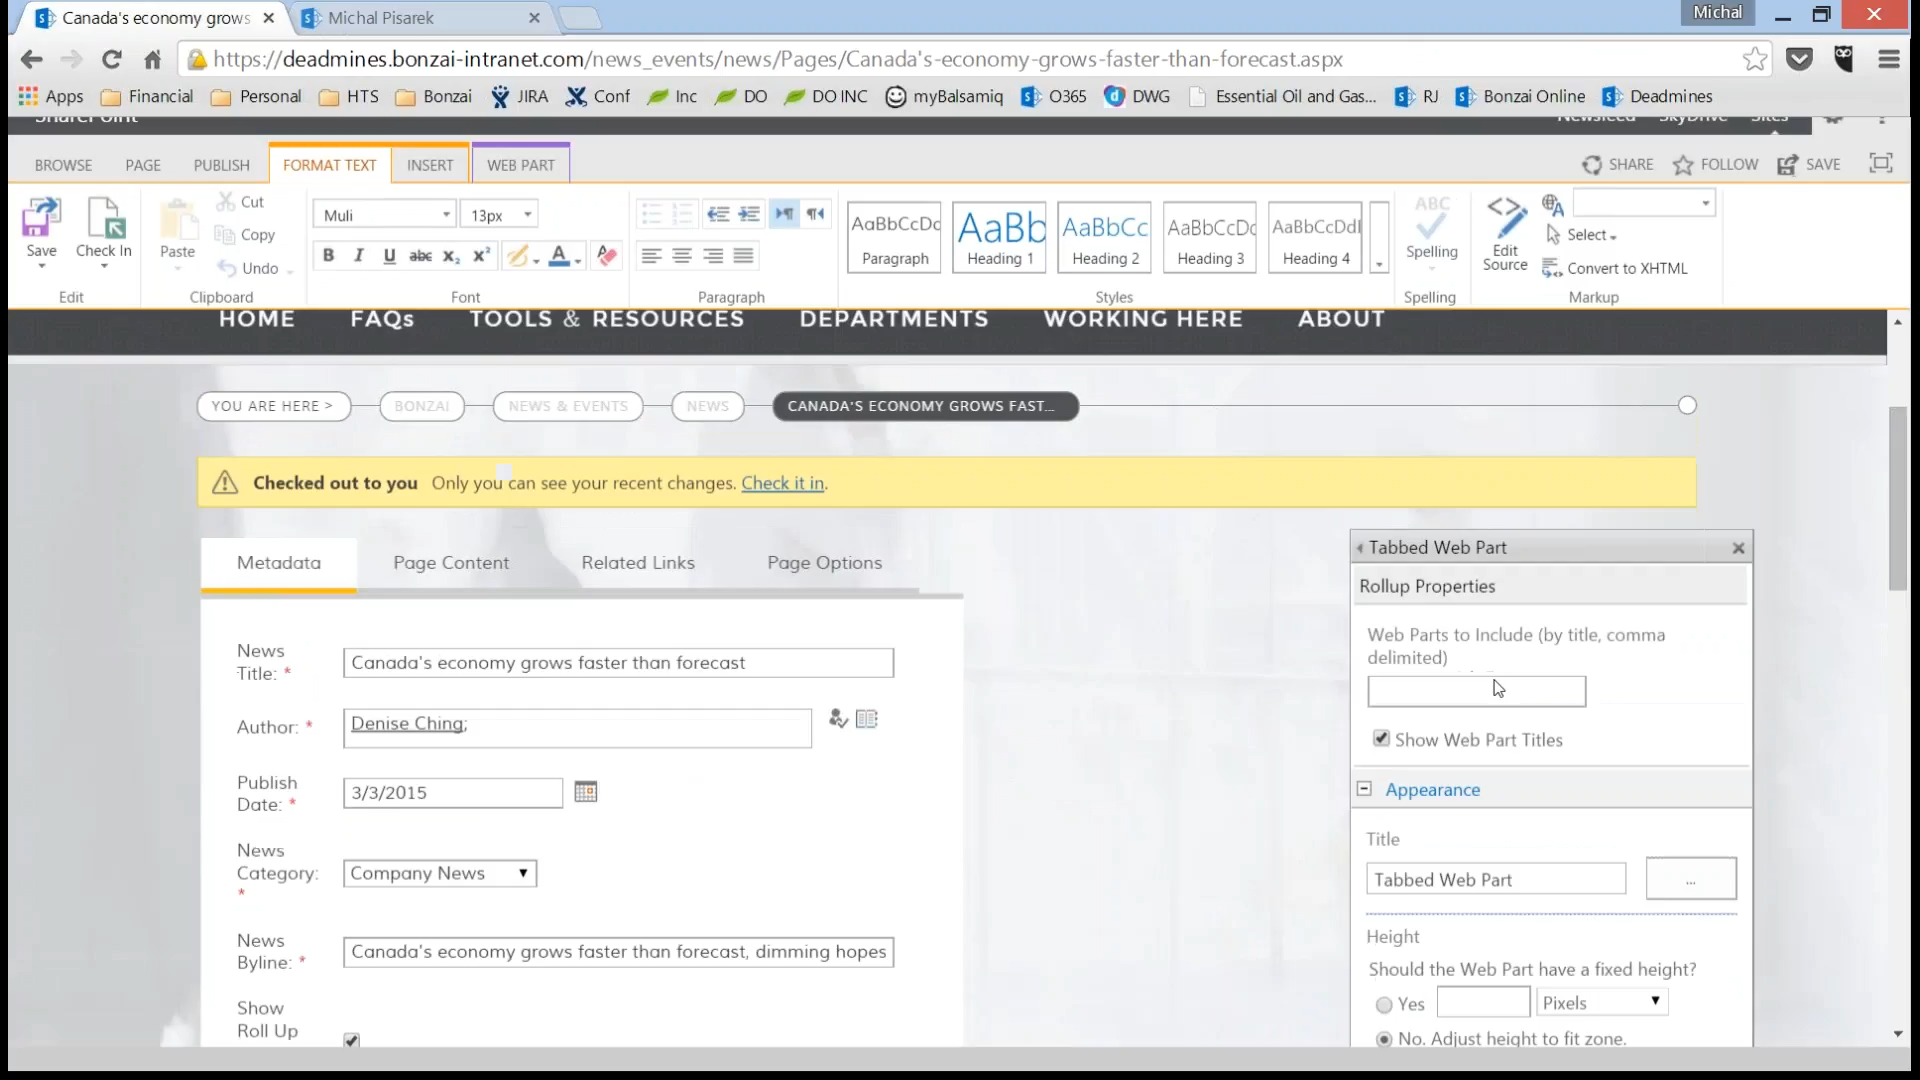 Canada's economy grows
Michal Pisarek
Michal
https://deadmines.bonzai-intranet.com/news_events/news/Pages/Canada's-economy-grows-faster-than-forecast.aspx
Apps Financial Personal HTS Bonzai JIRA Conf Inc DO DO INC myBalsamiq O365 DWG Essential Oil and Gas... RJ Bonzai Online Deadmines
SharePoint Newsfeed SkyDrive Sites
BROWSE PAGE PUBLISH FORMAT TEXT INSERT WEB PART SHARE FOLLOW SAVE
Save
Check In
Edit
Paste
Cut
Copy
Undo
Clipboard
Muli 13px
B I U abc X₂ X² A
Font
Paragraph
AaBbCcDd AaBb AaBbCc AaBbCcDd AaBbCcDdI
Paragraph Heading 1 Heading 2 Heading 3 Heading 4
Styles
ABC
Spelling
Spelling
Edit
Source
Select
Convert to XHTML
Markup
HOME FAQs TOOLS & RESOURCES DEPARTMENTS WORKING HERE ABOUT
YOU ARE HERE > BONZAI NEWS & EVENTS NEWS CANADA'S ECONOMY GROWS FAST...
Checked out to you Only you can see your recent changes. Check it in.
Metadata Page Content Related Links Page Options
News
Title: * Canada's economy grows faster than forecast
Author: * Denise Ching;
Publish
Date: * 3/3/2015
News
Category: Company News
*
News
Byline: * Canada's economy grows faster than forecast, dimming hopes
Show
Roll Up
Tabbed Web Part
Rollup Properties
Web Parts to Include (by title, comma
delimited)
Show Web Part Titles
Appearance
Title
Tabbed Web Part ...
Height
Should the Web Part have a fixed height?
Yes Pixels
No. Adjust height to fit zone.